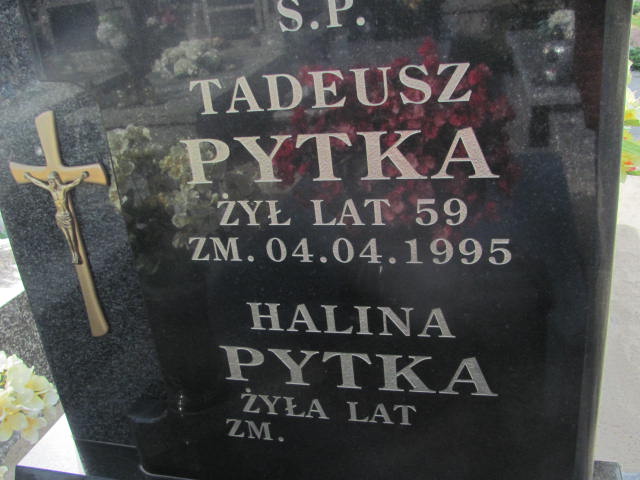 Ś.P.
TADEUSZ
PYTKA
ŻYŁ LAT 59
ZM. 04.04.1995
HALINA
PYTKA
ŻYŁA LAT
ZM.